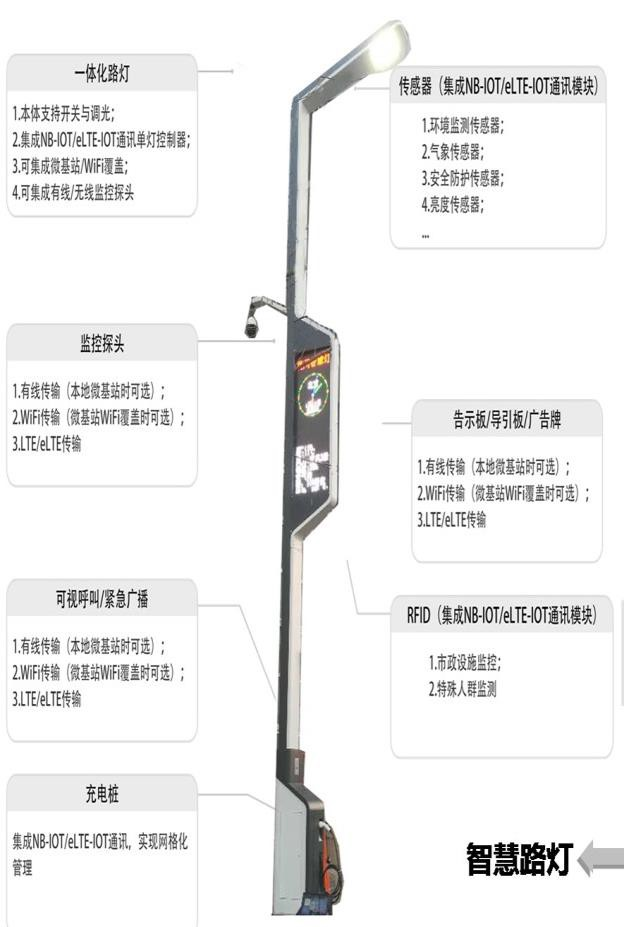 一体化路灯
1.本体支持开关与调光；
2.集成NB-IOT/eLTE-IOT通讯单灯控制器；
3.可集成微基站/WiFi覆盖；
4.可集成有线/无线监控探头
传感器（集成NB-IOT/eLTE-IOT通讯模块）
1.环境监测传感器；
2.气象传感器；
3.安全防护传感器；
4.亮度传感器；
...
监控探头
1.有线传输（本地微基站时可选）；
2.WiFi传输（微基站WiFi覆盖时可选）；
3.LTE/eLTE传输
告示板/导引板/广告牌
1.有线传输（本地微基站时可选）；
2.WiFi传输（微基站WiFi覆盖时可选）；
3.LTE/eLTE传输
可视呼叫/紧急广播
1.有线传输（本地微基站时可选）；
2.WiFi传输（微基站WiFi覆盖时可选）；
3.LTE/eLTE传输
RFID（集成NB-IOT/eLTE-IOT通讯模块）
1.市政设施监控；
2.特殊人群监测
充电桩
集成NB-IOT/eLTE-IOT通讯，实现网格化
管理
智慧路灯